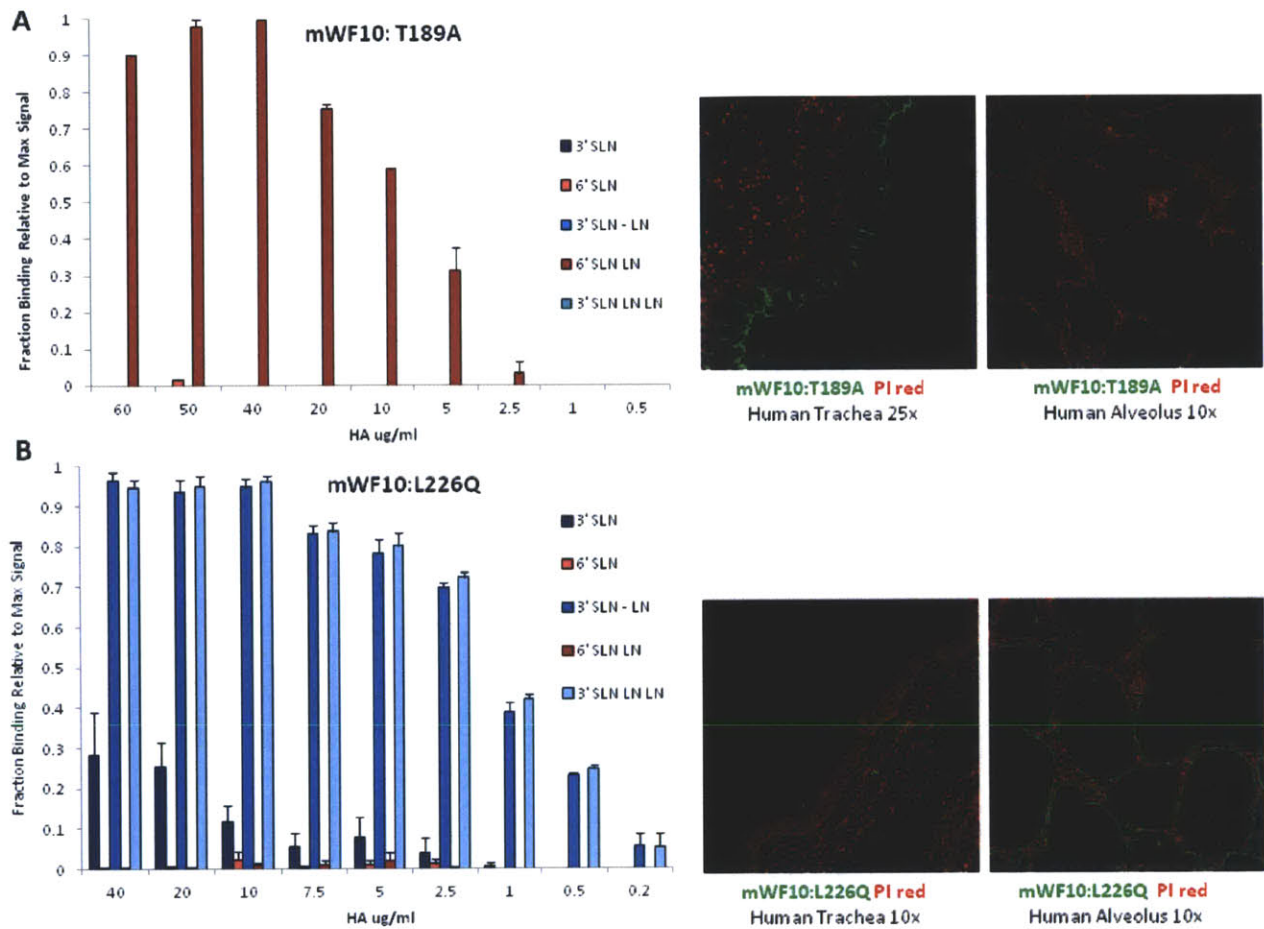 A
mWF10: T189A
Fraction Binding Relative to Max Signal
1
0.9
0.8
0.7
0.6
0.5
0.4
0.3
0.2
0.1
0
60 50 40 20 10 5 2.5 1 0.5
HA ug/ml
3' SLN
6' SLN
3' SLN - LN
6' SLN LN
3' SLN LN LN
mWF10:T189A PI red
Human Trachea 25x
mWF10:T189A PI red
Human Alveolus 10x
B
mWF10:L226Q
Fraction Binding Relative to Max Signal
1
0.9
0.8
0.7
0.6
0.5
0.4
0.3
0.2
0.1
0
40 20 10 7.5 5 2.5 1 0.5 0.2
HA ug/ml
3' SLN
6' SLN
3' SLN - LN
6' SLN LN
3' SLN LN LN
mWF10:L226Q PI red
Human Trachea 10x
mWF10:L226Q PI red
Human Alveolus 10x